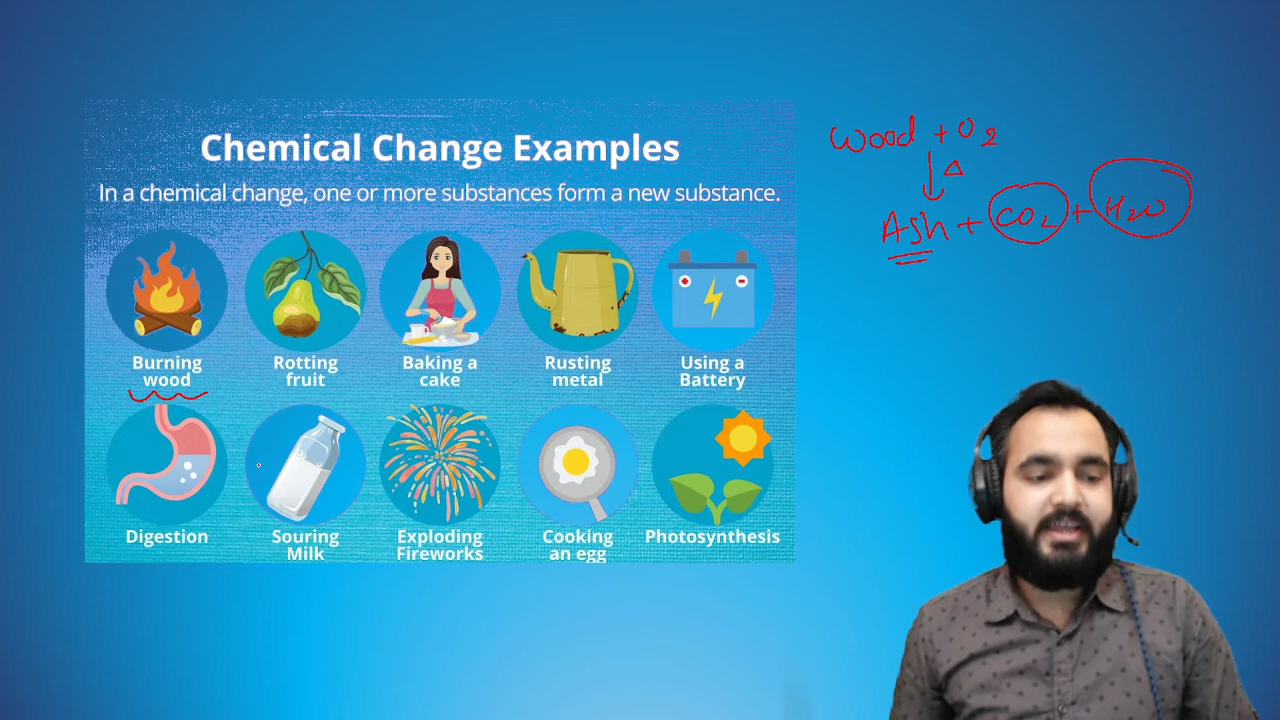 Chemical Change Examples
In a chemical change, one or more substances form a new substance.
Burning
wood
Rotting
fruit
Baking a
cake
Rusting
metal
Using a
Battery
Digestion
Souring
Milk
Exploding
Fireworks
Cooking
an egg
Photosynthesis
Wood + O2
↓ Δ
Ash + CO2 + H2O